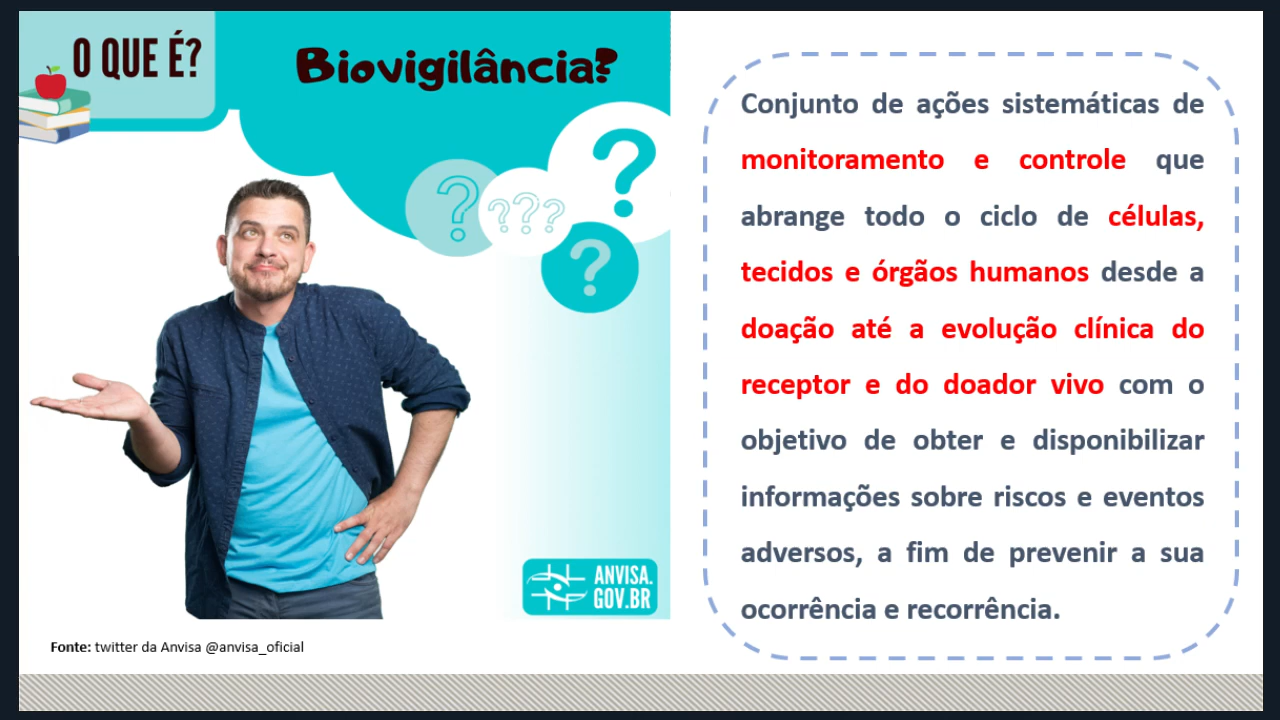 O QUE É?
Biovigilância?
?
? ???
?
Conjunto de ações sistemáticas de
monitoramento e controle que
abrange todo o ciclo de células,
tecidos e órgãos humanos desde a
doação até a evolução clínica do
receptor e do doador vivo com o
objetivo de obter e disponibilizar
informações sobre riscos e eventos
adversos, a fim de prevenir a sua
ocorrência e recorrência.
ANVISA.
GOV.BR
Fonte: twitter da Anvisa @anvisa_oficial